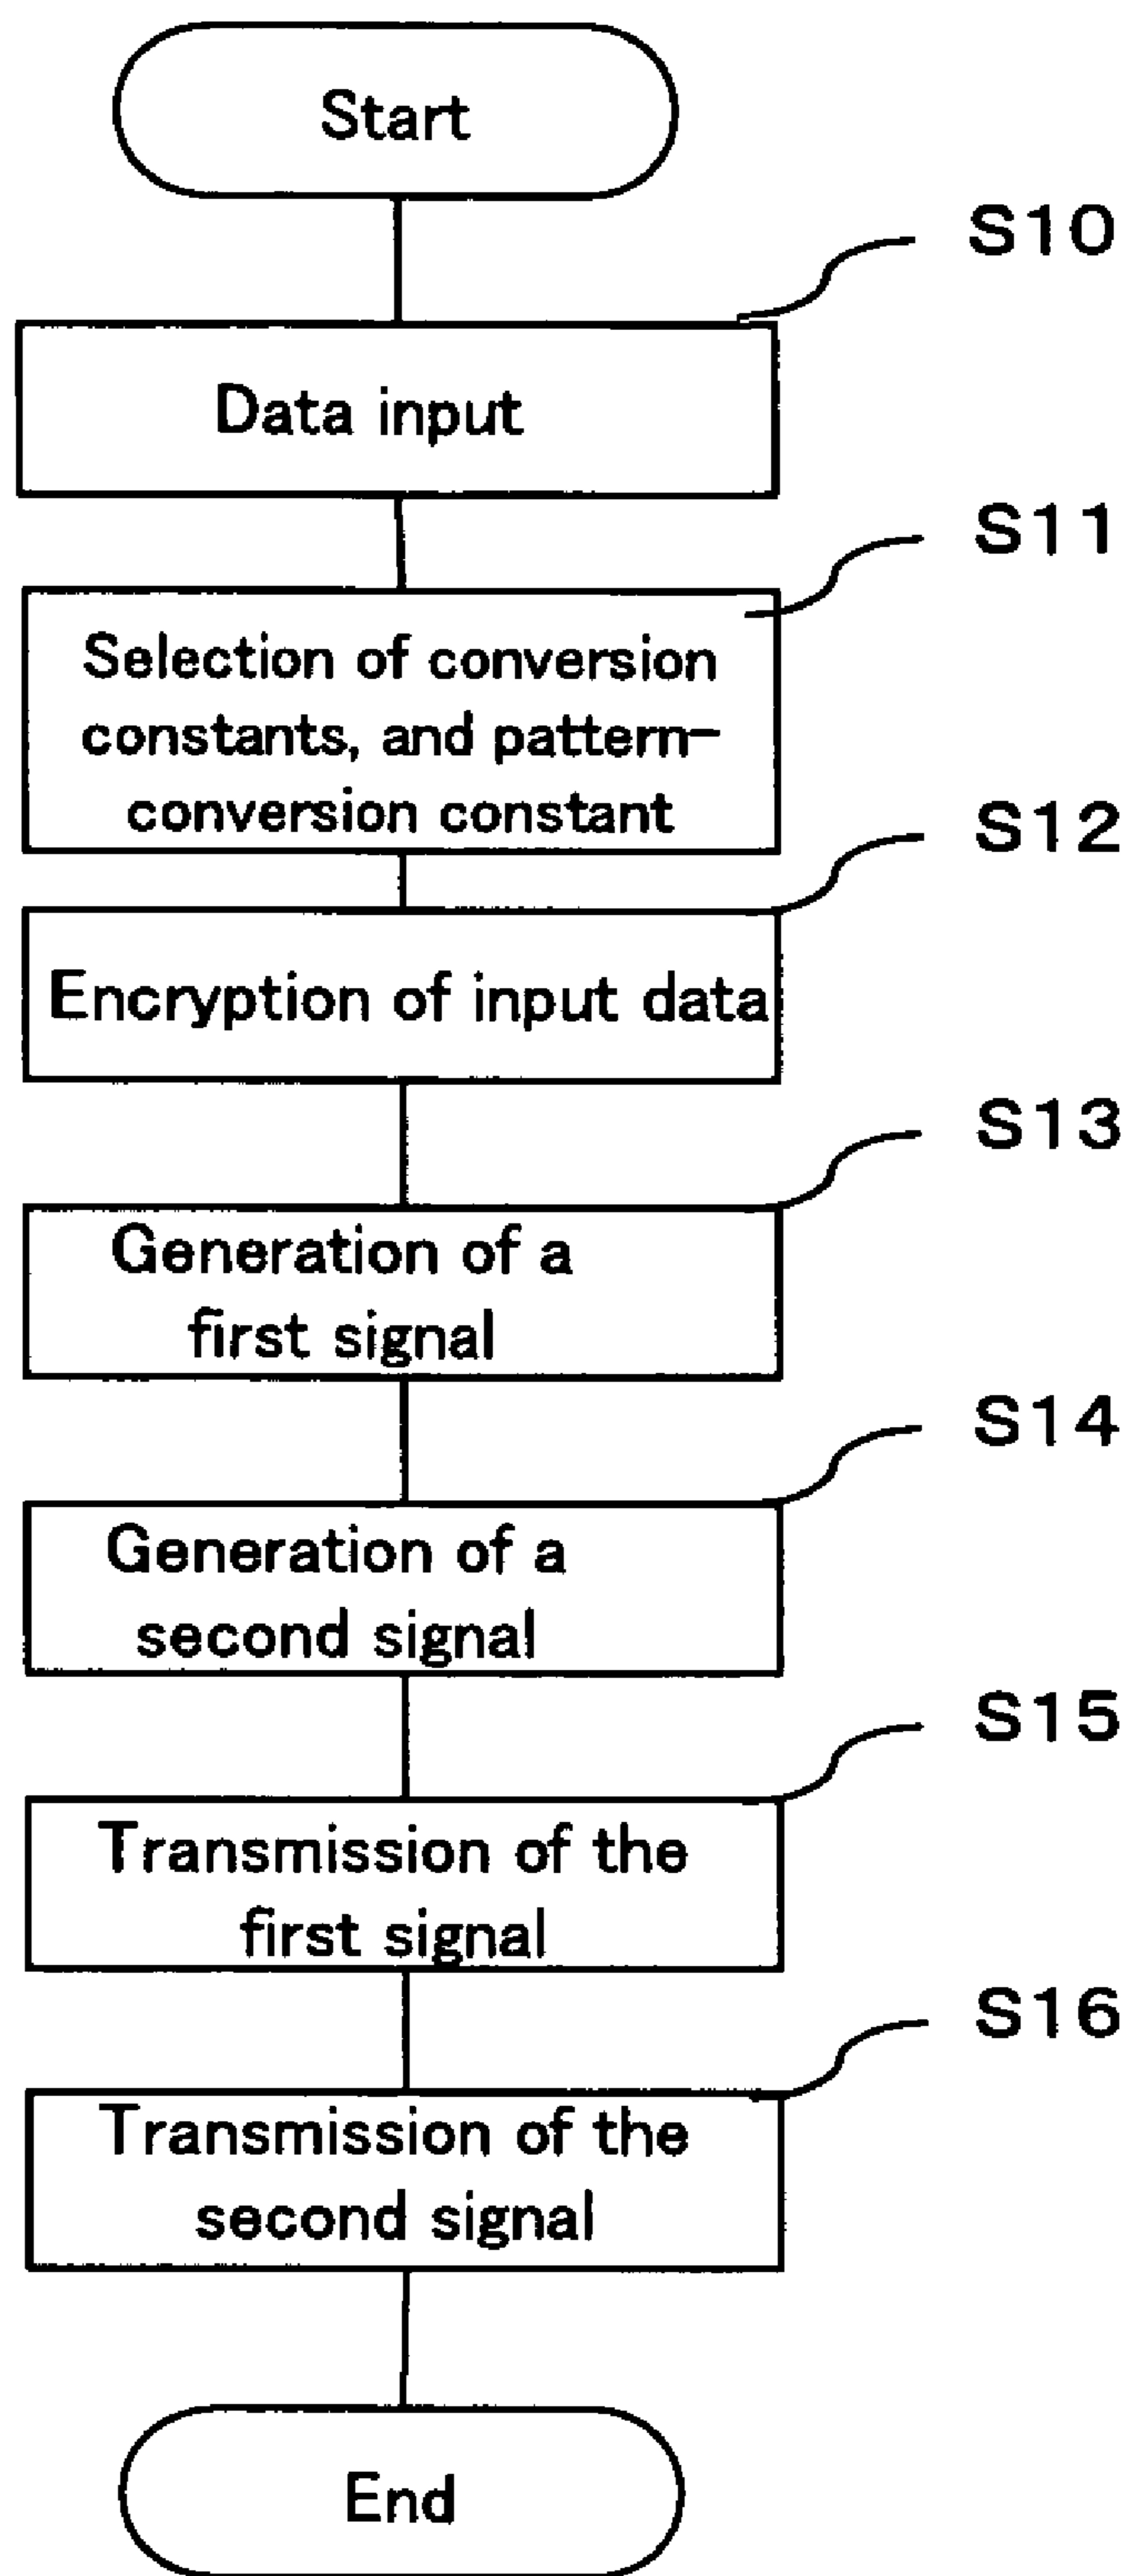 Start
S10
Data input
S11
Selection of conversion
constants, and pattern-
conversion constant
S12
Encryption of input data
S13
Generation of a
first signal
S14
Generation of a
second signal
S15
Transmission of the
first signal
S16
Transmission of the
second signal
End